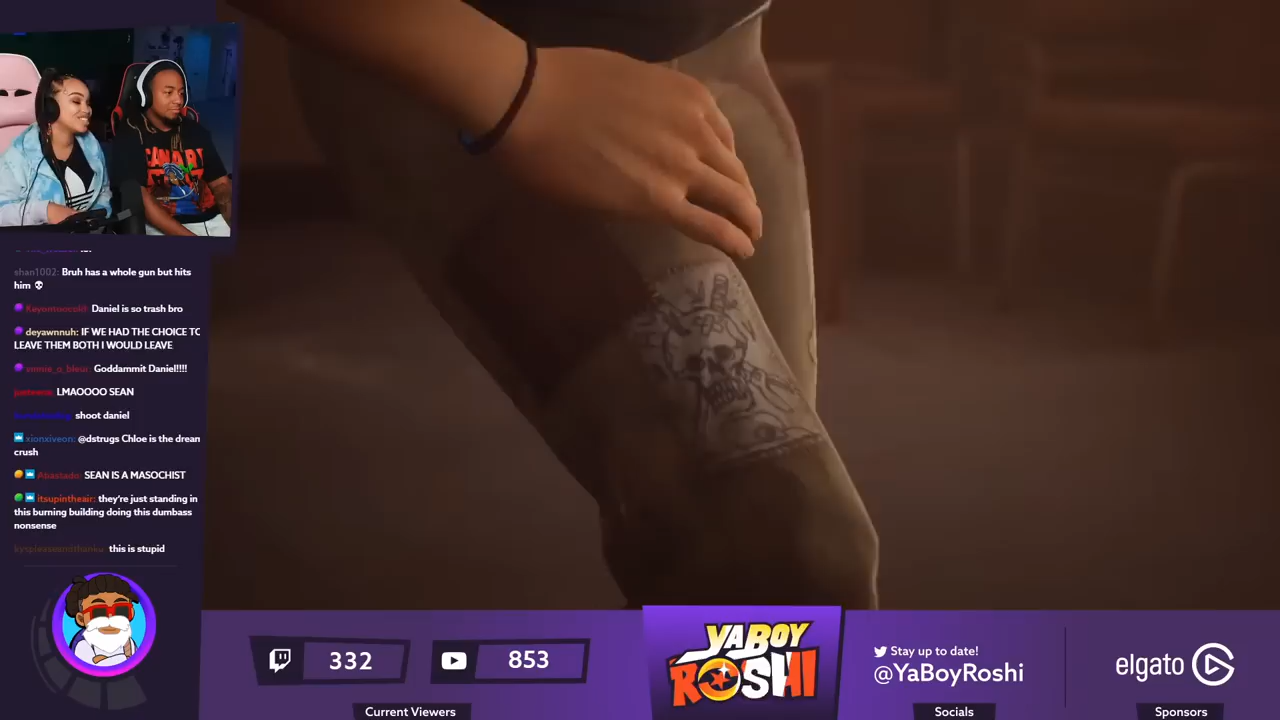 shan1002: Bruh has a whole gun but hits
him
Daniel is so trash bro
deyawnnuh: IF WE HAD THE CHOICE TO
LEAVE THEM BOTH I WOULD LEAVE
Goddammit Daniel!!!!
LMAOOOO SEAN
shoot daniel
xionxiveon: @dstrugs Chloe is the dream
crush
Abastado: SEAN IS A MASOCHIST
itsupintheair: they're just standing in
this burning building doing this dumbass
nonsense
this is stupid
332
853
Current Viewers
YABOY
ROSHI
Stay up to date!
@YaBoyRoshi
Socials
elgato
Sponsors